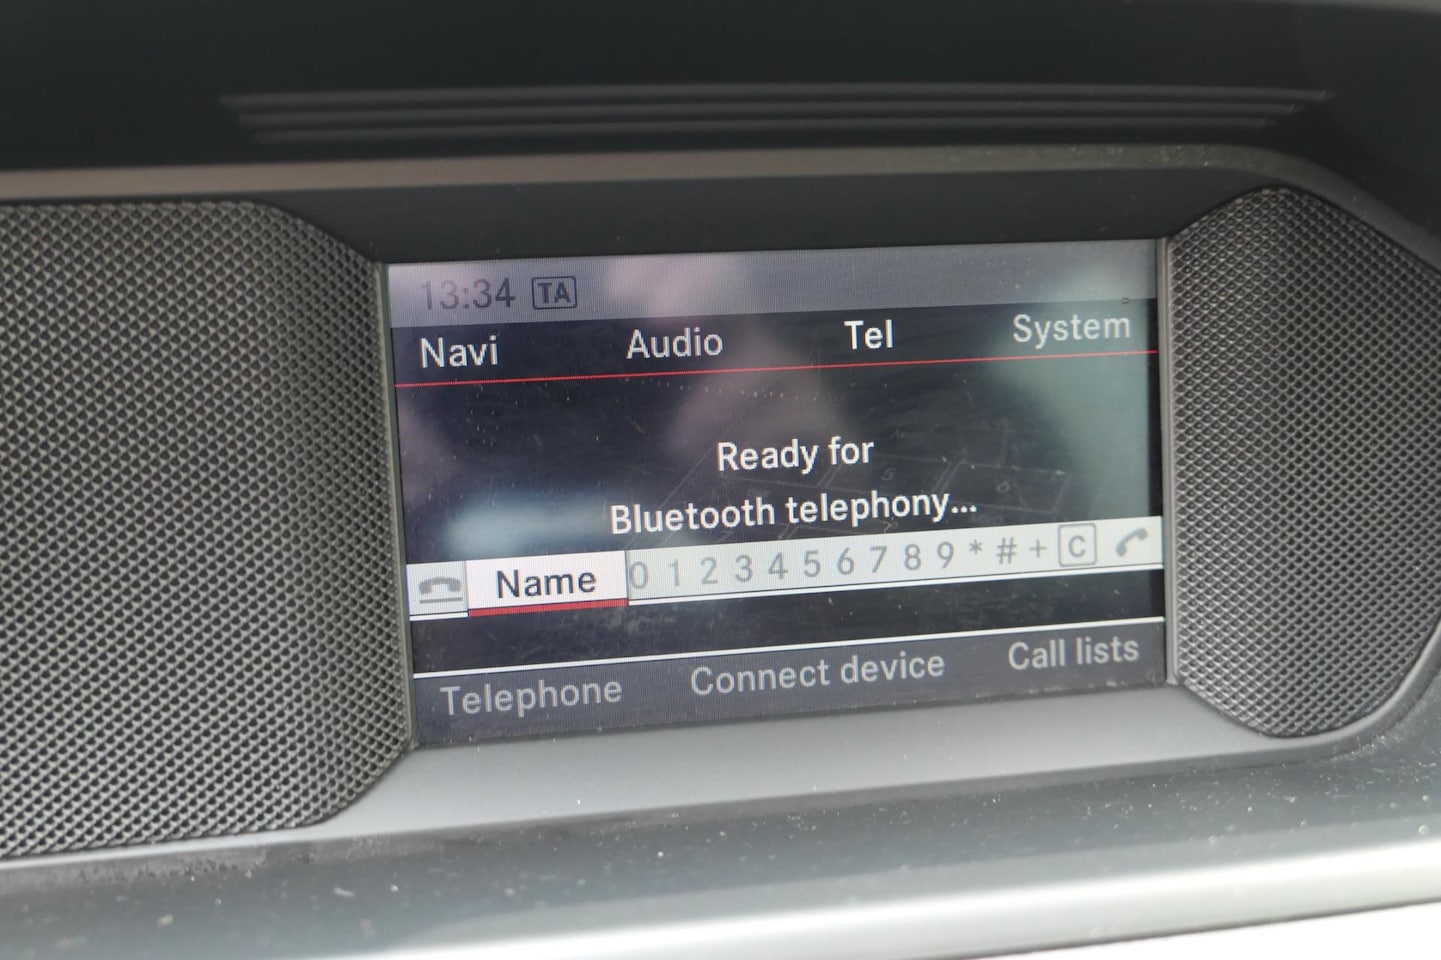 13:34 TA
Navi Audio Tel System
Ready for
Bluetooth telephony...
Name 0 1 2 3 4 5 6 7 8 9 * # + C
Telephone Connect device Call lists